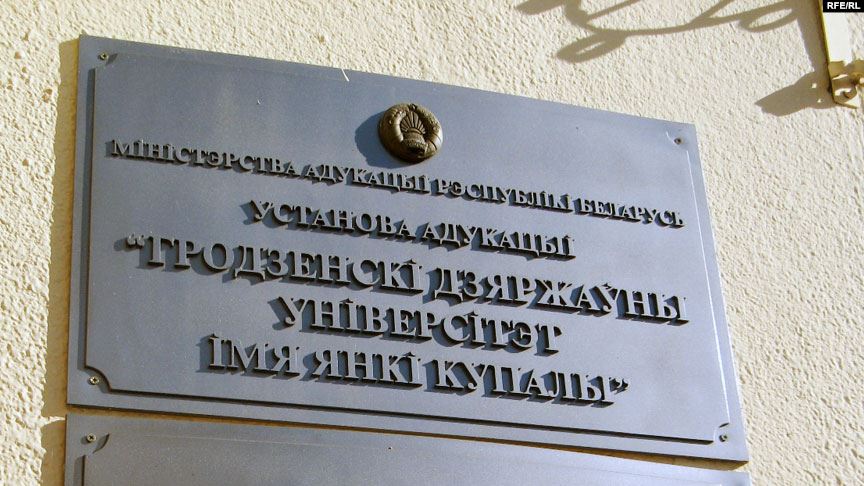 RFE/RL
МІНІСТЭРСТВА АДУКАЦЫІ РЭСПУБЛІКІ БЕЛАРУСЬ
УСТАНОВА АДУКАЦЫІ
“ГРОДЗЕНСКІ ДЗЯРЖАЎНЫ
УНІВЕРСІТЭТ
ІМЯ ЯНКІ КУПАЛЫ”